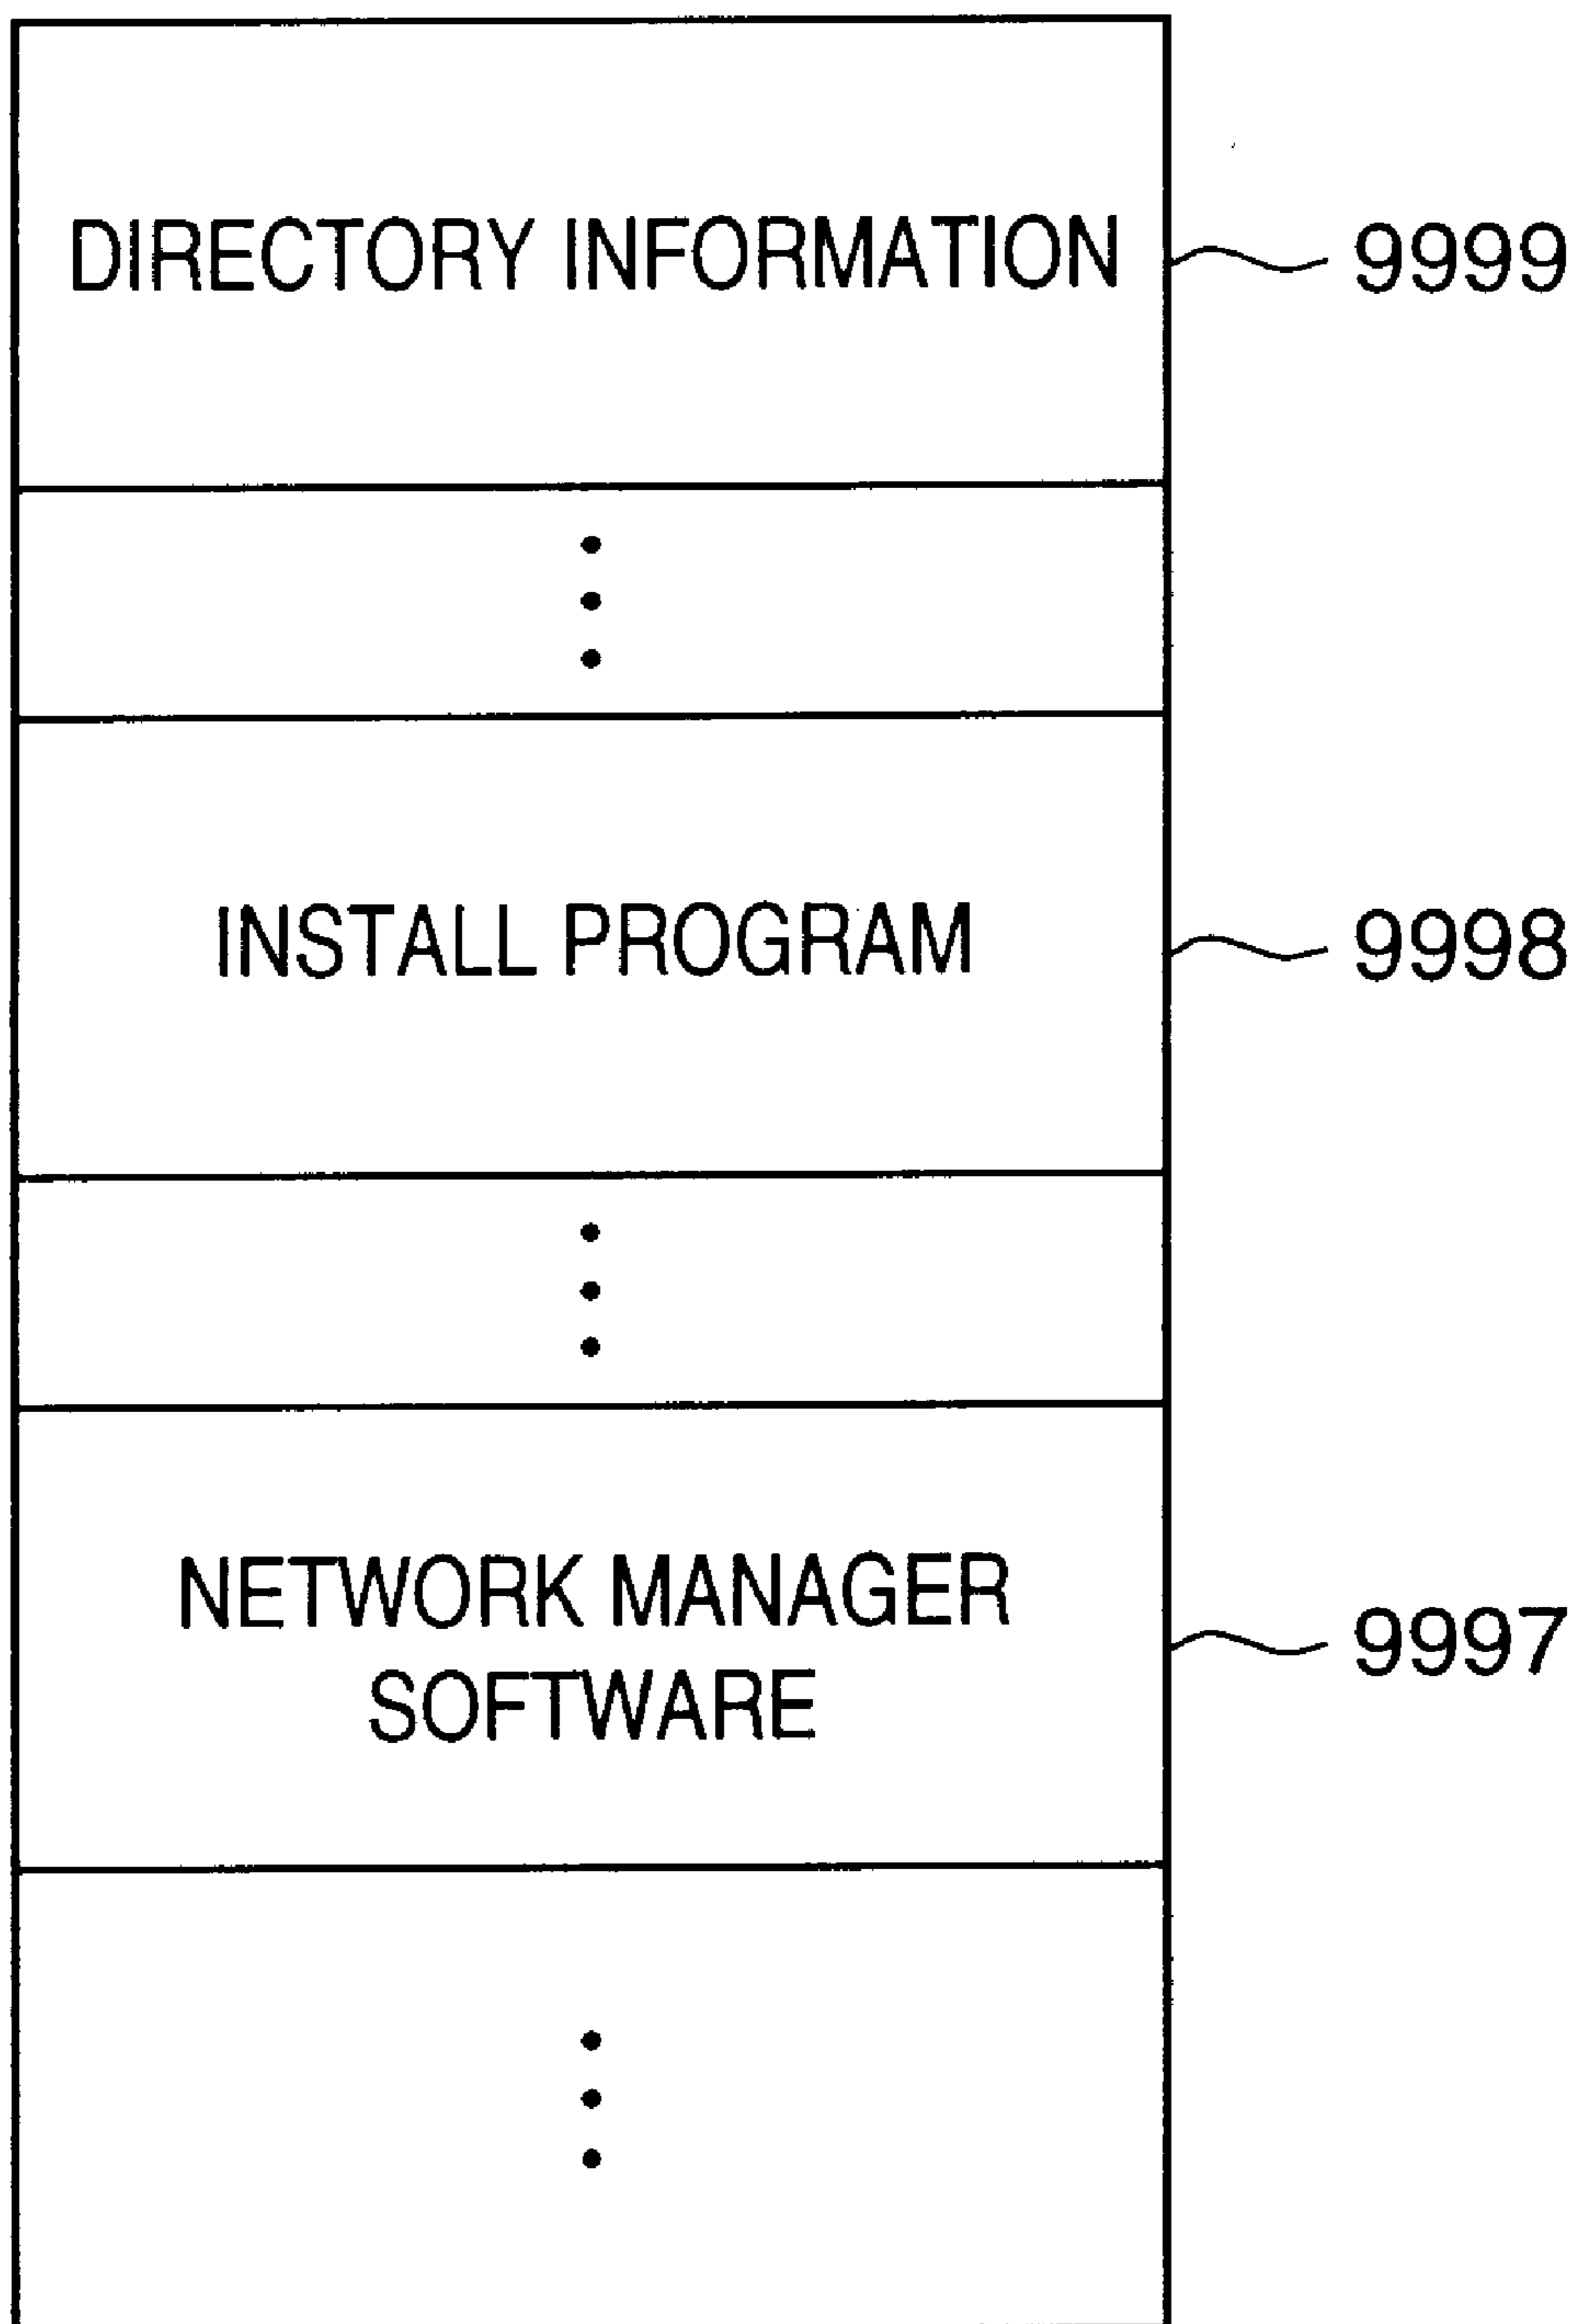 DIRECTORY INFORMATION 9999
INSTALL PROGRAM 9998
NETWORK MANAGER
SOFTWARE
9997